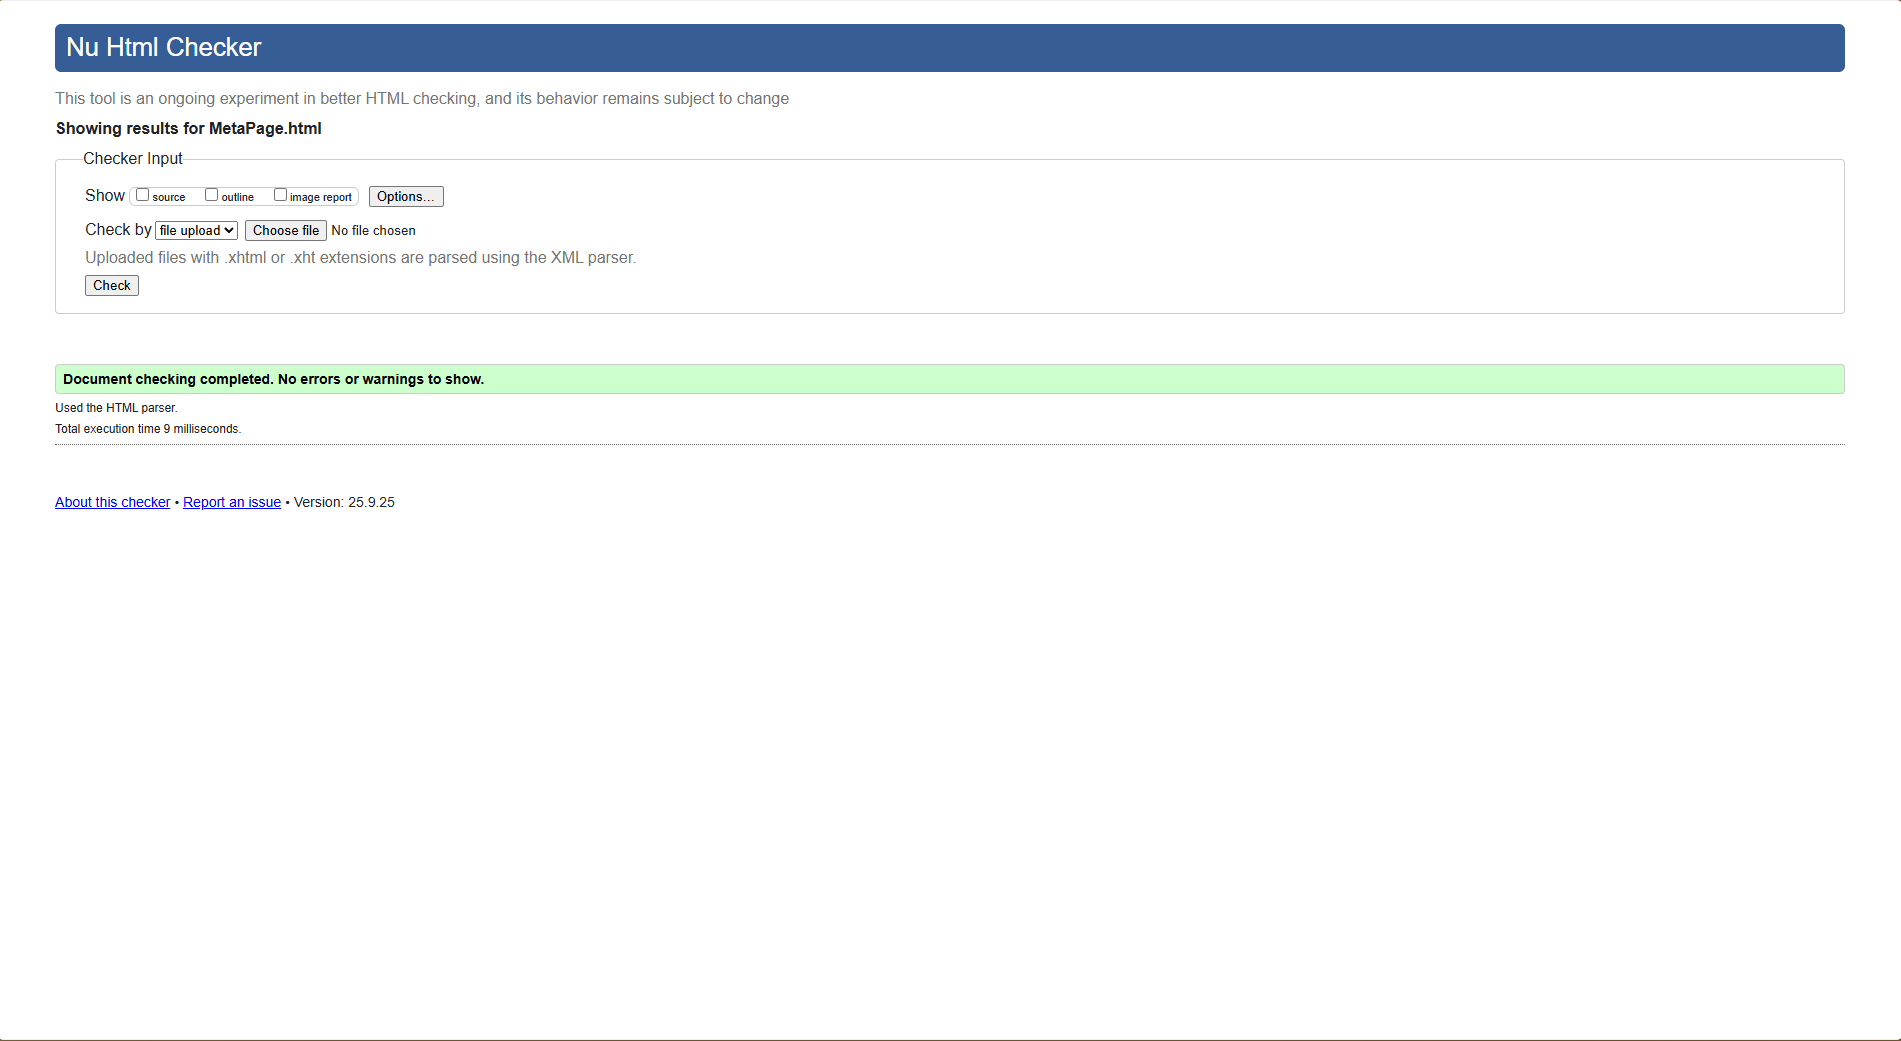 Nu Html Checker
This tool is an ongoing experiment in better HTML checking, and its behavior remains subject to change
Showing results for MetaPage.html
Checker Input
Show source outline image report Options...
Check by file upload Choose file No file chosen
Uploaded files with .xhtml or .xht extensions are parsed using the XML parser.
Check
Document checking completed. No errors or warnings to show.
Used the HTML parser.
Total execution time 9 milliseconds.
About this checker • Report an issue • Version: 25.9.25